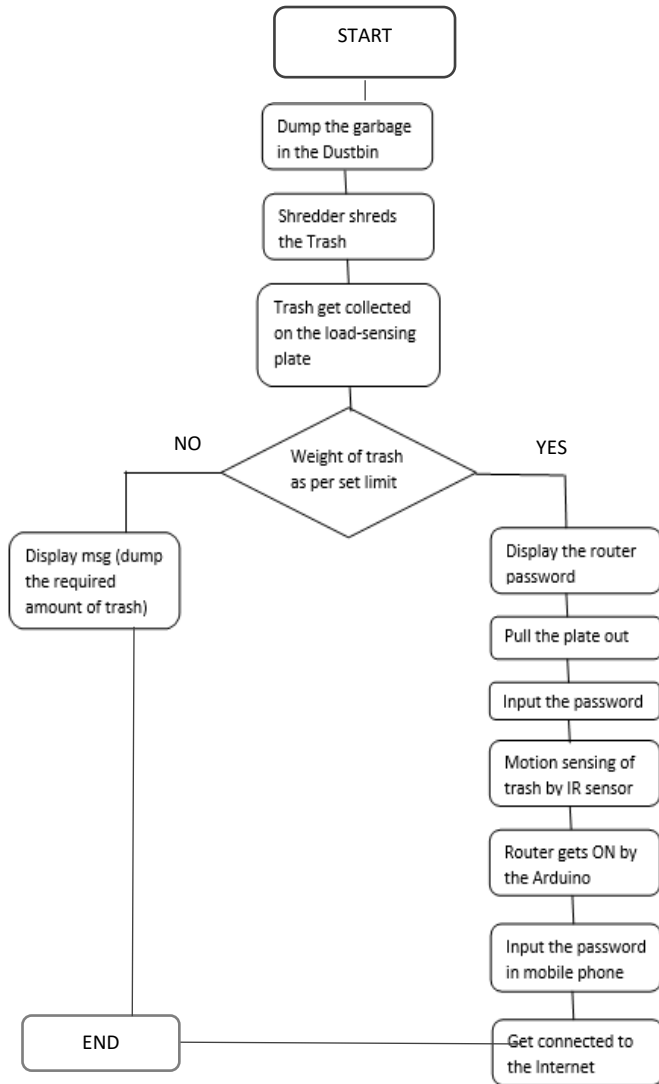 START
Dump the garbage
in the Dustbin
Shredder shreds
the Trash
Trash get collected
on the load-sensing
plate
NO
YES
Weight of trash
as per set limit
Display msg (dump
the required
amount of trash)
Display the router
password
Pull the plate out
Input the password
Motion sensing of
trash by IR sensor
Router gets ON by
the Arduino
Input the password
in mobile phone
Get connected to
the Internet
END